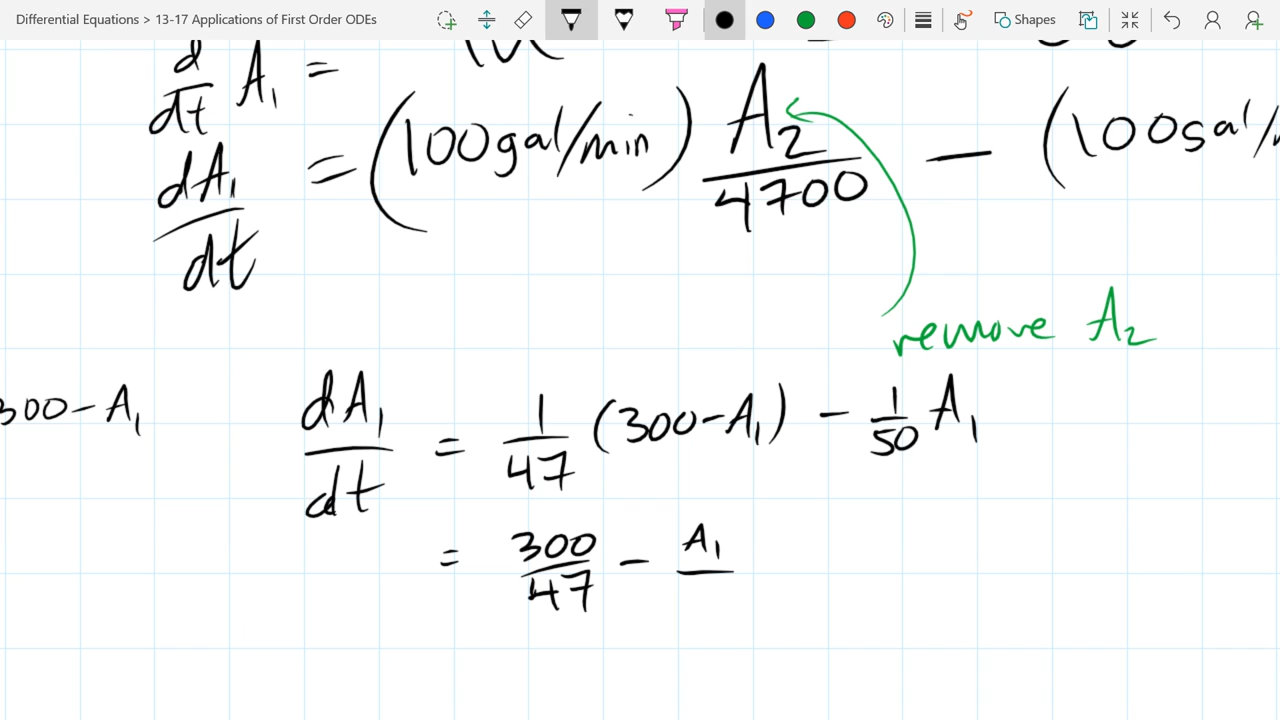 Differential Equations > 13-17 Applications of First Order ODEs
Shapes
d/dt A₁ =
dA₁/dt = (100gal/min) A₂/4700 — (100gal/
remove A₂
300-A₁
dA₁/dt = 1/47 (300-A₁) - 1/50 A₁
= 300/47 - A₁/